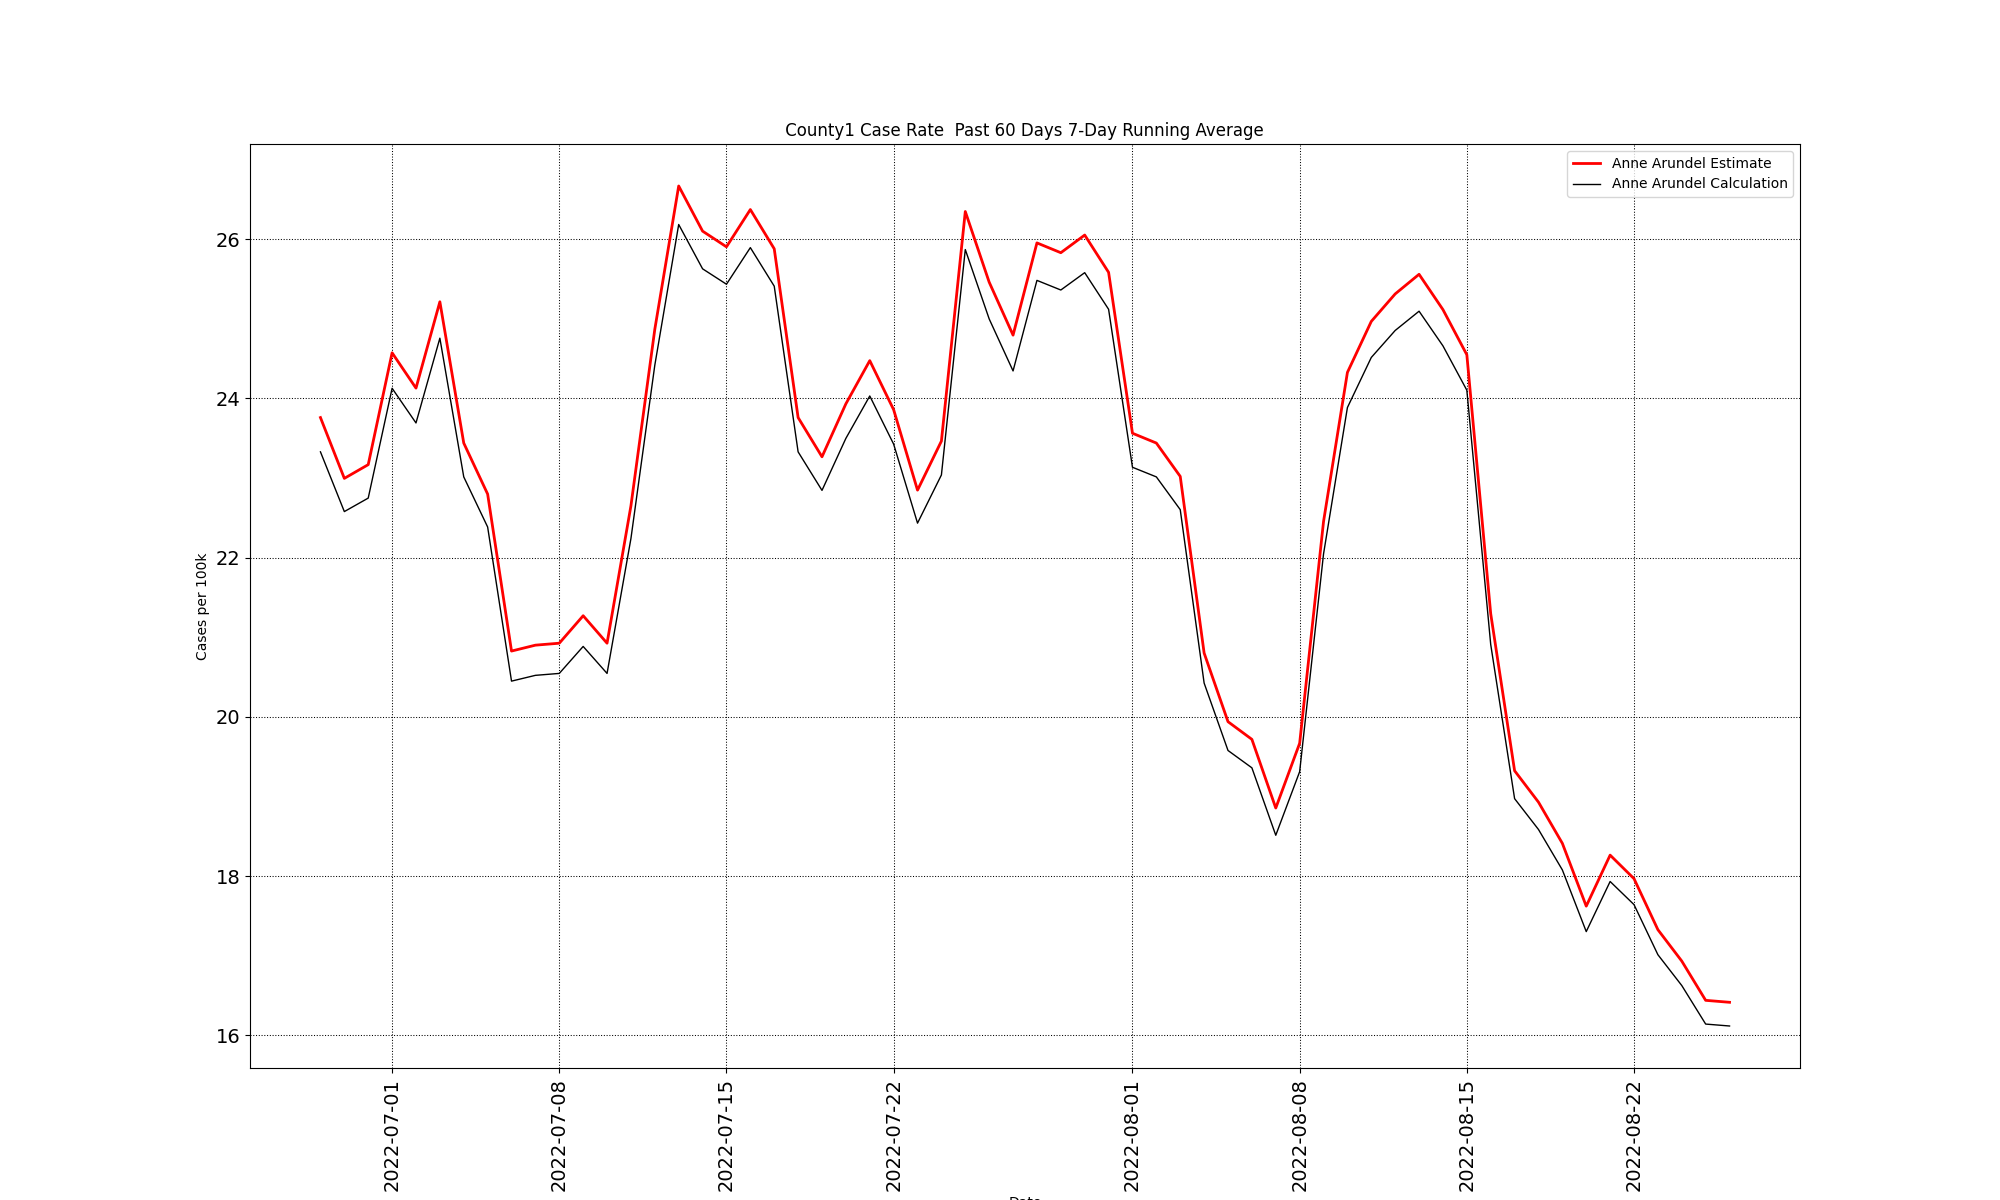 County1 Case Rate  Past 60 Days 7-Day Running Average
Anne Arundel Estimate
Anne Arundel Calculation
Cases per 100k
26
24
22
20
18
16
2022-07-01
2022-07-08
2022-07-15
2022-07-22
2022-08-01
2022-08-08
2022-08-15
2022-08-22
Date